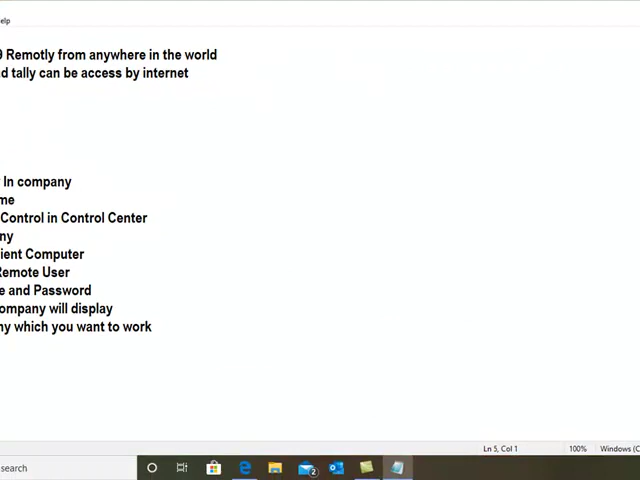 elp
9 Remotly from anywhere in the world
d tally can be access by internet
In company
me
Control in Control Center
ny
ient Computer
Remote User
e and Password
ompany will display
ny which you want to work
Ln 5, Col 1
100%
Windows (C
search
2